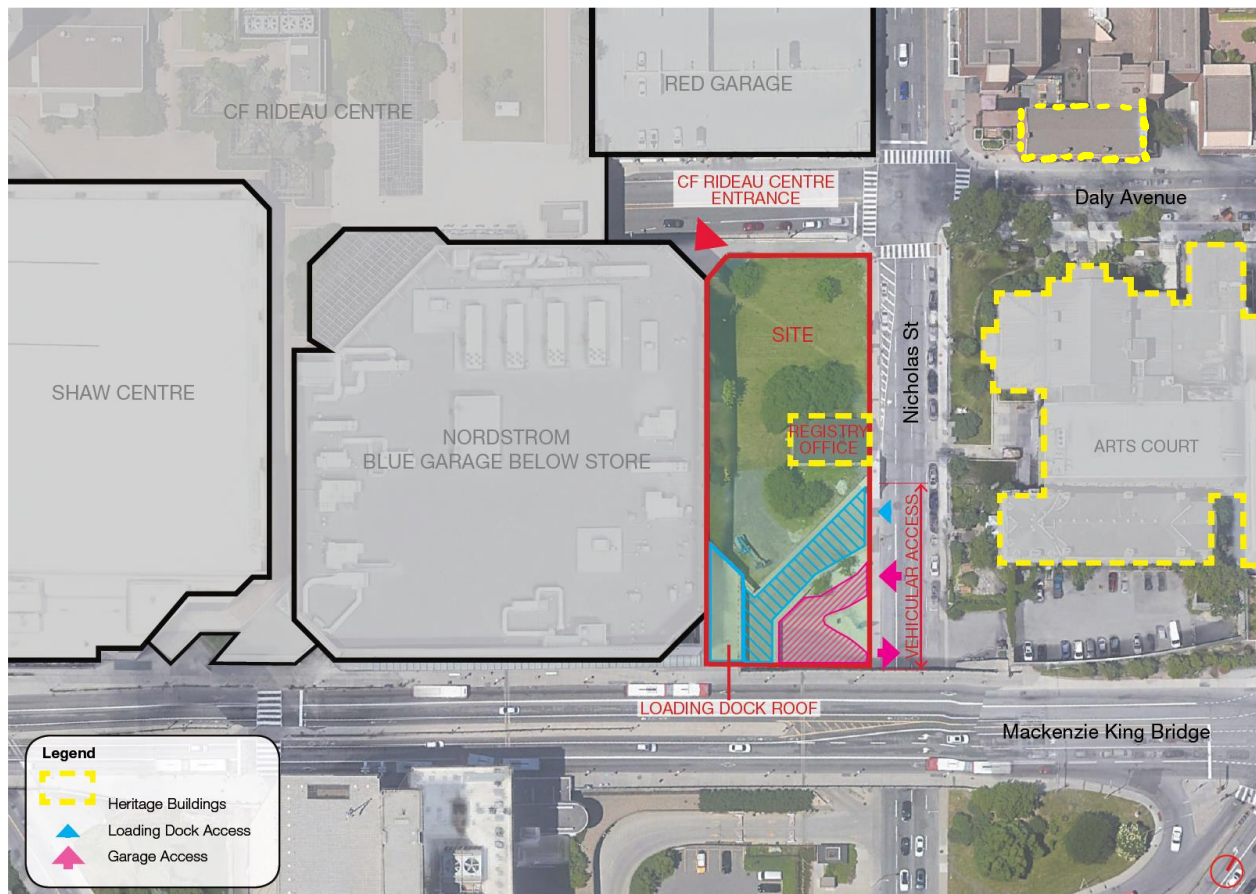 RED GARAGE
CF RIDEAU CENTRE
CF RIDEAU CENTRE
ENTRANCE
Daly Avenue
SITE
Nicholas St
SHAW CENTRE
REGISTRY
OFFICE
NORDSTROM
BLUE GARAGE BELOW STORE
ARTS COURT
VEHICULAR ACCESS
LOADING DOCK ROOF
Mackenzie King Bridge
Legend
Heritage Buildings
Loading Dock Access
Garage Access